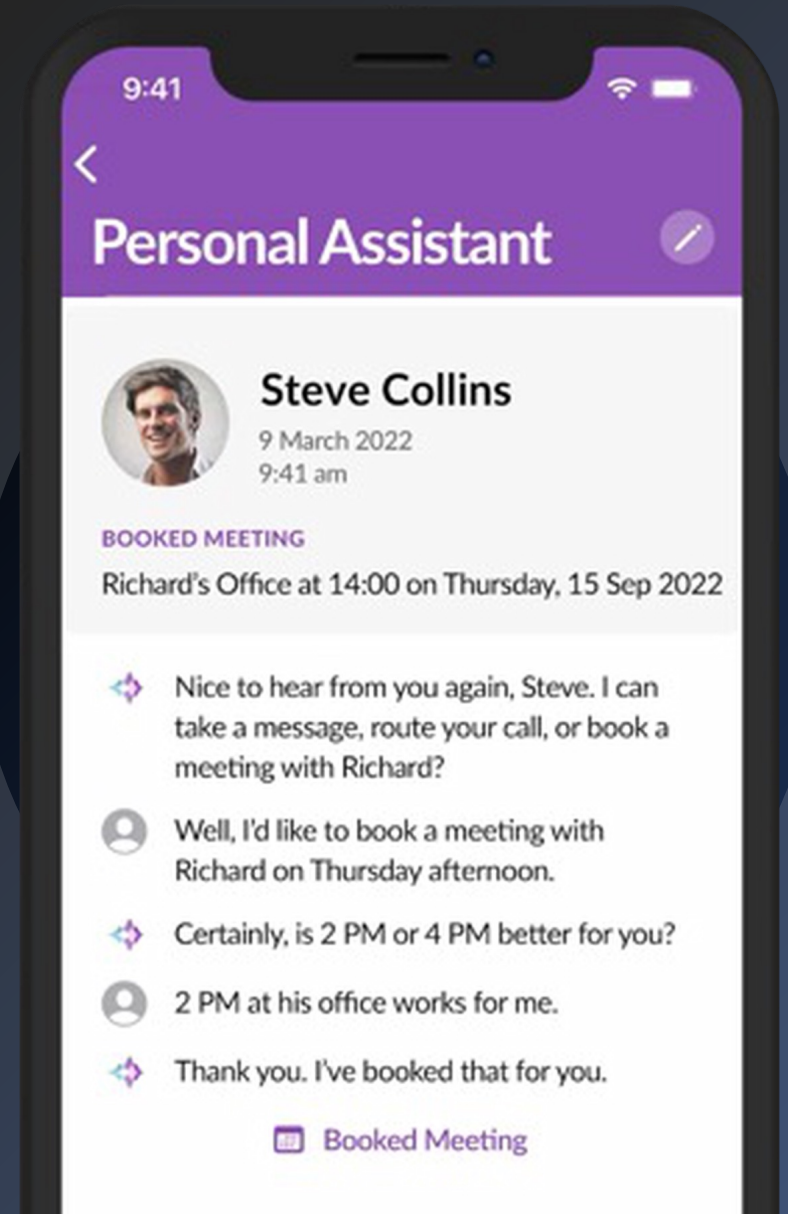 9:41
Personal Assistant
Steve Collins
9 March 2022
9:41 am
BOOKED MEETING
Richard's Office at 14:00 on Thursday, 15 Sep 2022
Nice to hear from you again, Steve. I can
take a message, route your call, or book a
meeting with Richard?
Well, I'd like to book a meeting with
Richard on Thursday afternoon.
Certainly, is 2 PM or 4 PM better for you?
2 PM at his office works for me.
Thank you. I've booked that for you.
Booked Meeting